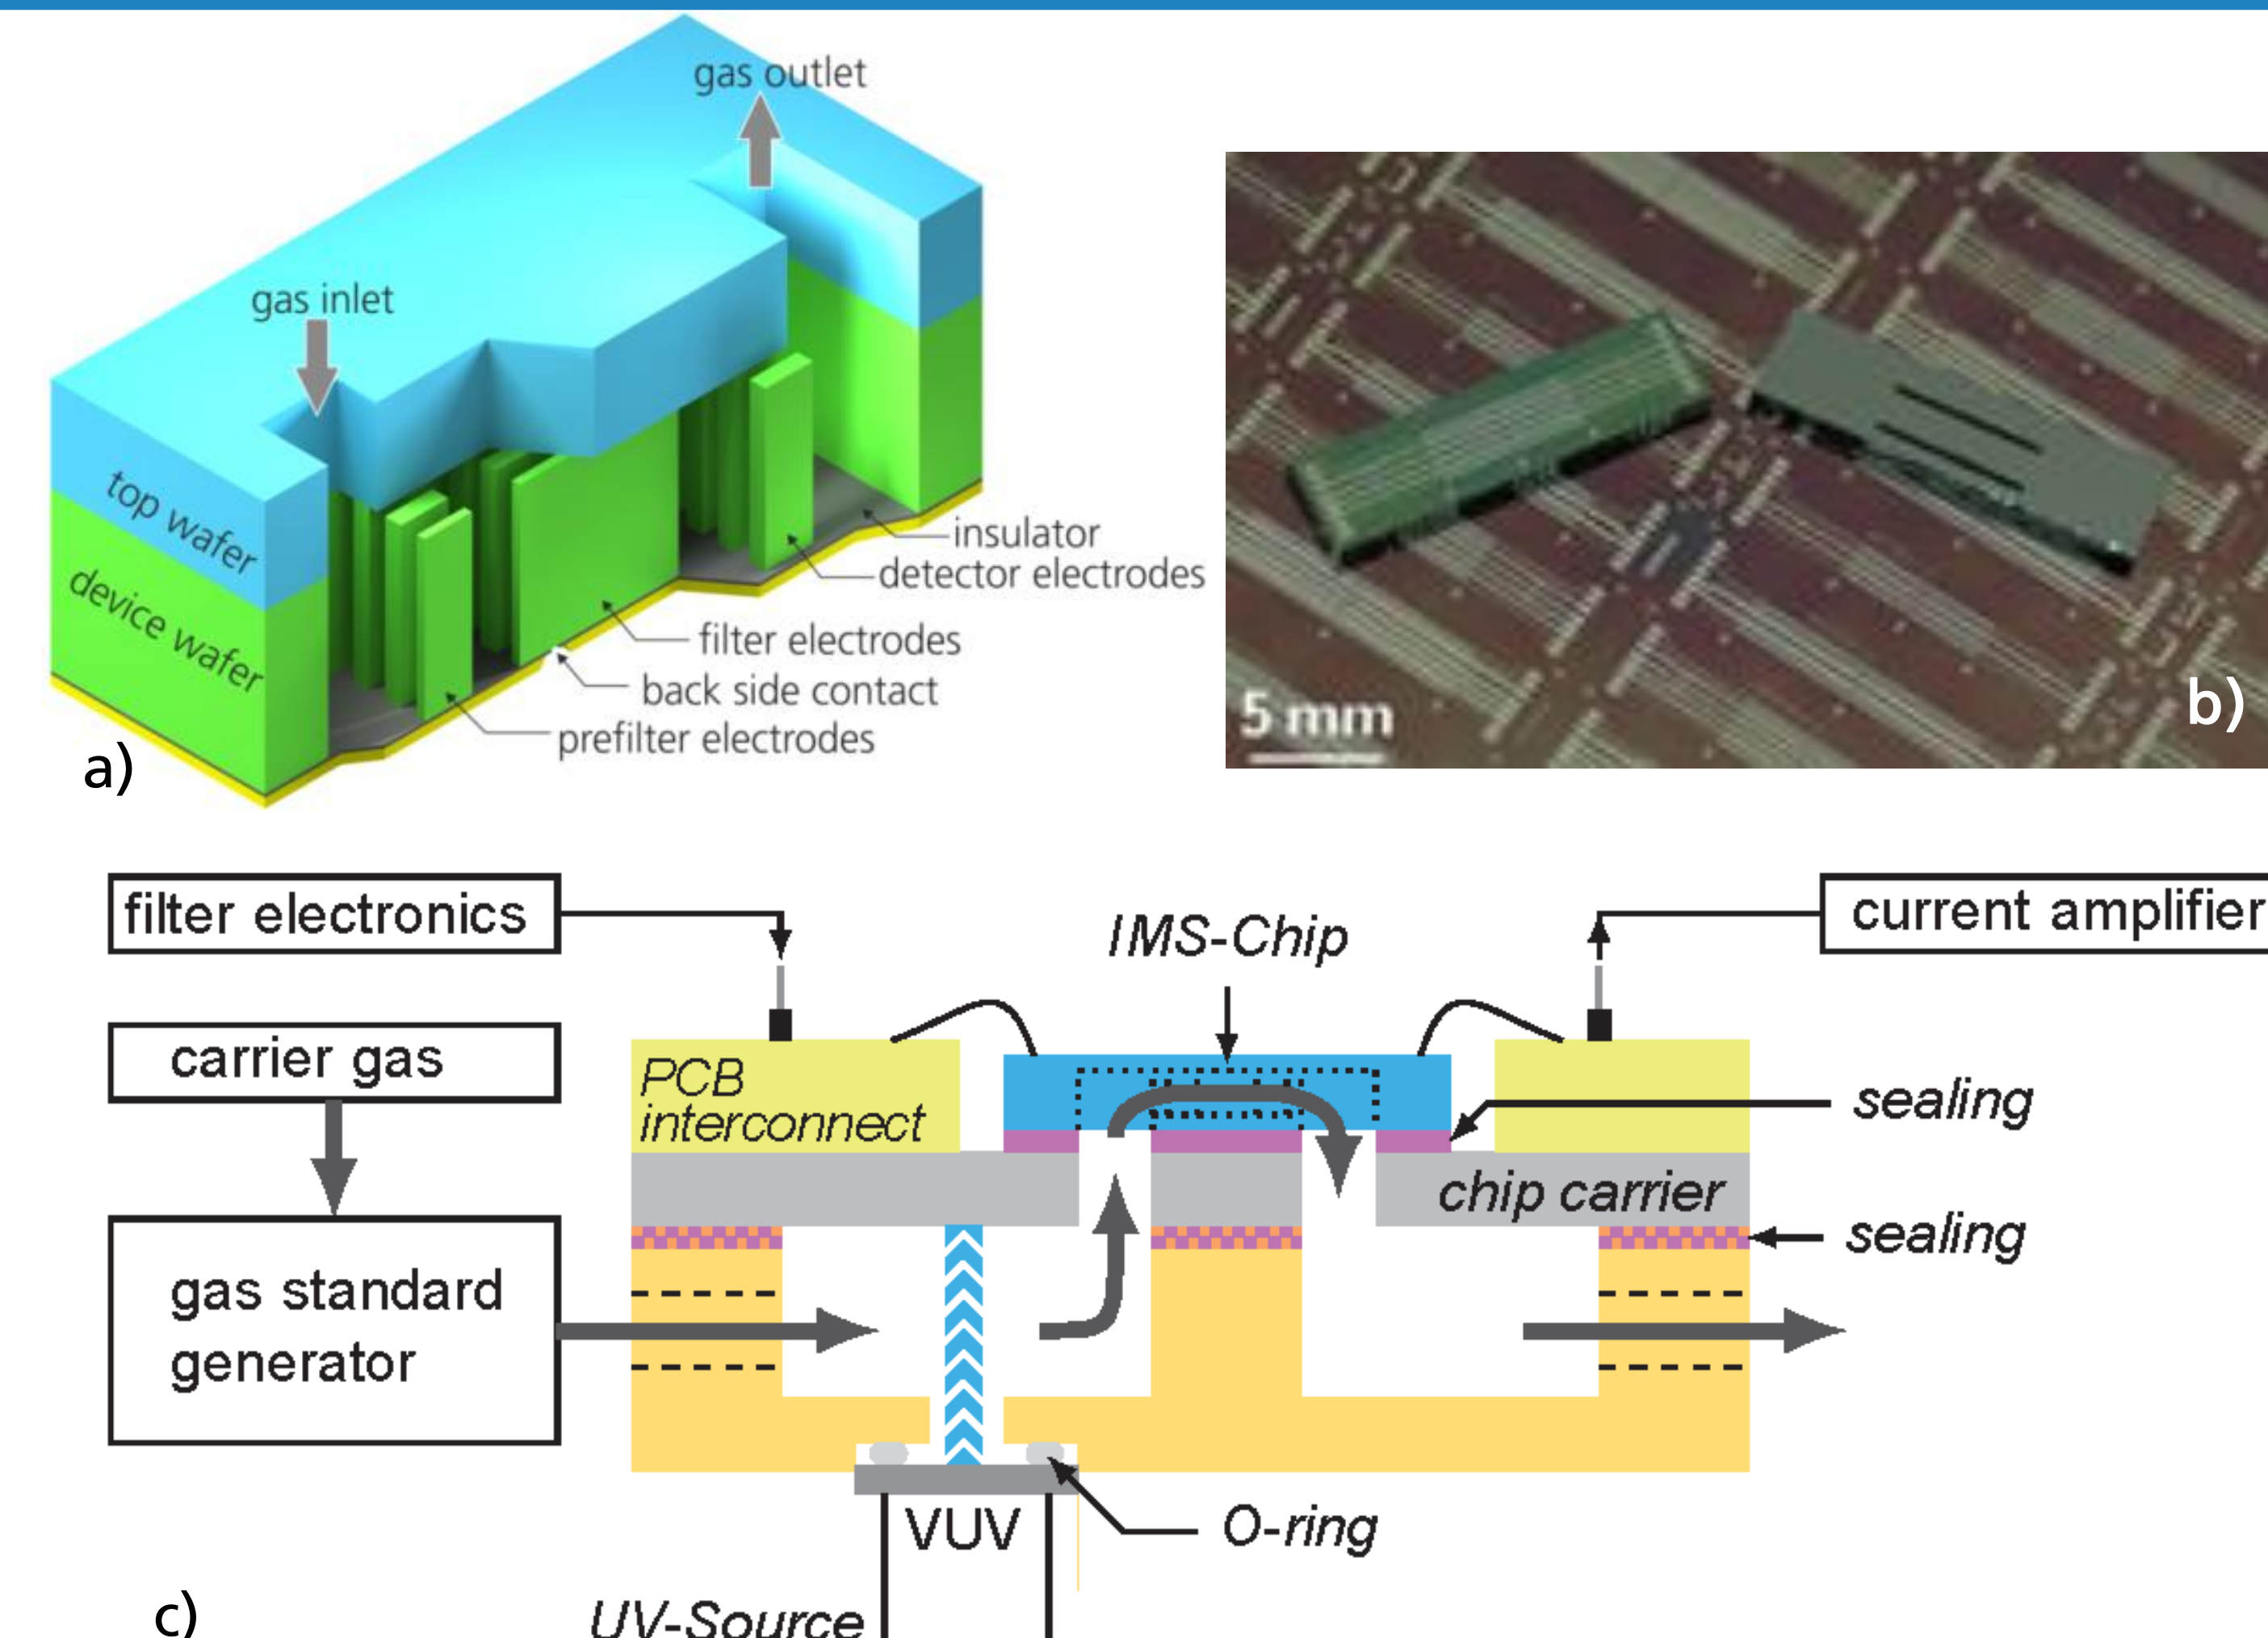 gas outlet
gas inlet
top wafer
device wafer
insulator
detector electrodes
filter electrodes
back side contact
prefilter electrodes
a)
5 mm
b)
filter electronics
IMS-Chip
current amplifier
carrier gas
PCB
interconnect
sealing
chip carrier
sealing
gas standard
generator
O-ring
VUV
UV-Source
c)